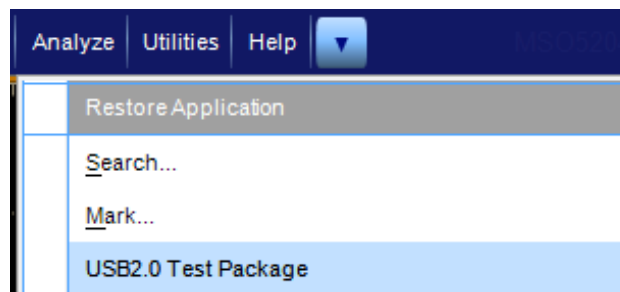 Analyze Utilities Help
Restore Application
Search...
Mark...
USB2.0 Test Package